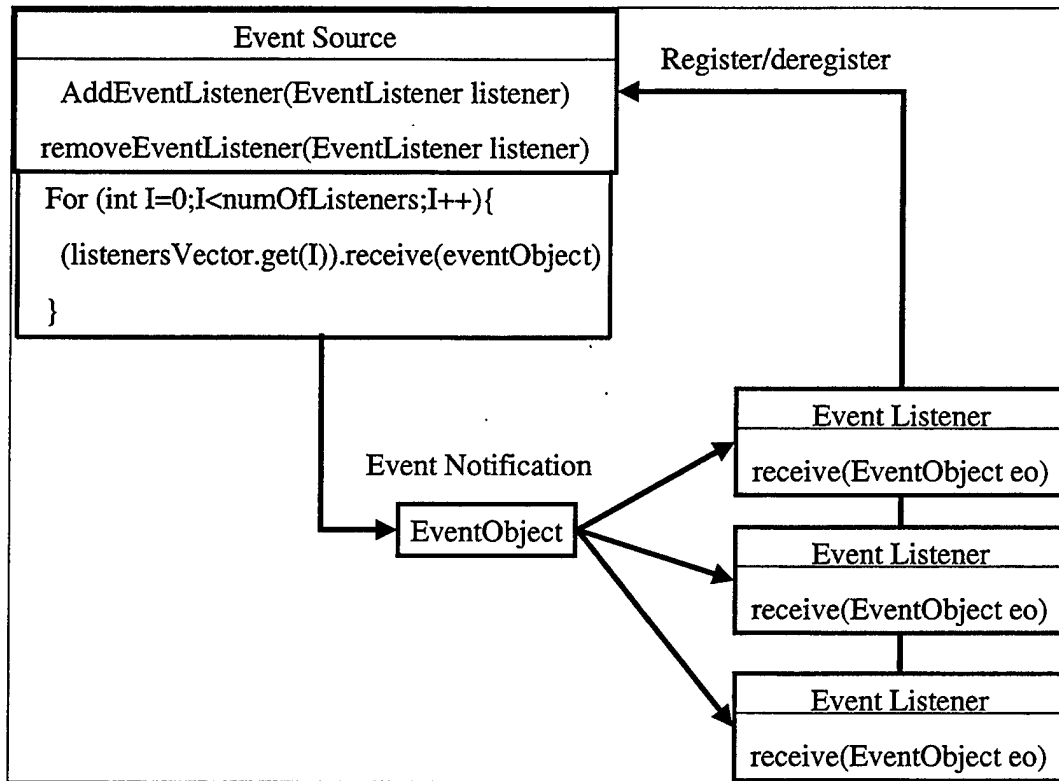 Event Source
Register/deregister
AddEventListener(EventListener listener)
removeEventListener(EventListener listener)
For (int I=0;I<numOfListeners;I++){
(listenersVector.get(I)).receive(eventObject)
}
Event Listener
receive(EventObject eo)
Event Notification
EventObject
Event Listener
receive(EventObject eo)
Event Listener
receive(EventObject eo)